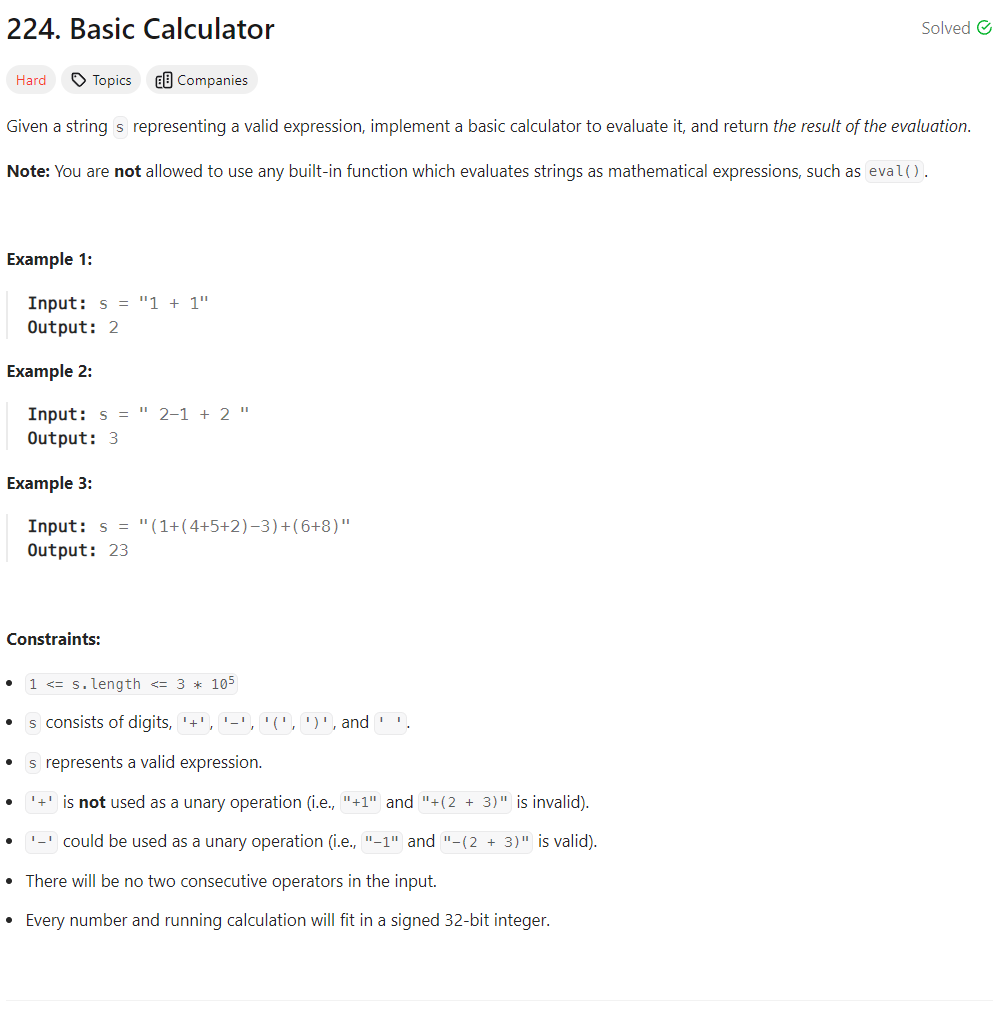 224. Basic Calculator
Solved
Hard
Topics
Companies
Given a string s representing a valid expression, implement a basic calculator to evaluate it, and return the result of the evaluation.
Note: You are not allowed to use any built-in function which evaluates strings as mathematical expressions, such as eval().
Example 1:
Input: s = "1 + 1"
Output: 2
Example 2:
Input: s = " 2-1 + 2 "
Output: 3
Example 3:
Input: s = "(1+(4+5+2)-3)+(6+8)"
Output: 23
Constraints:
• 1 <= s.length <= 3 * 10⁵
• s consists of digits, '+', '-', '(', ')', and ' '.
• s represents a valid expression.
• '+' is not used as a unary operation (i.e., "+1" and "+(2 + 3)" is invalid).
• '-' could be used as a unary operation (i.e., "-1" and "-(2 + 3)" is valid).
• There will be no two consecutive operators in the input.
• Every number and running calculation will fit in a signed 32-bit integer.